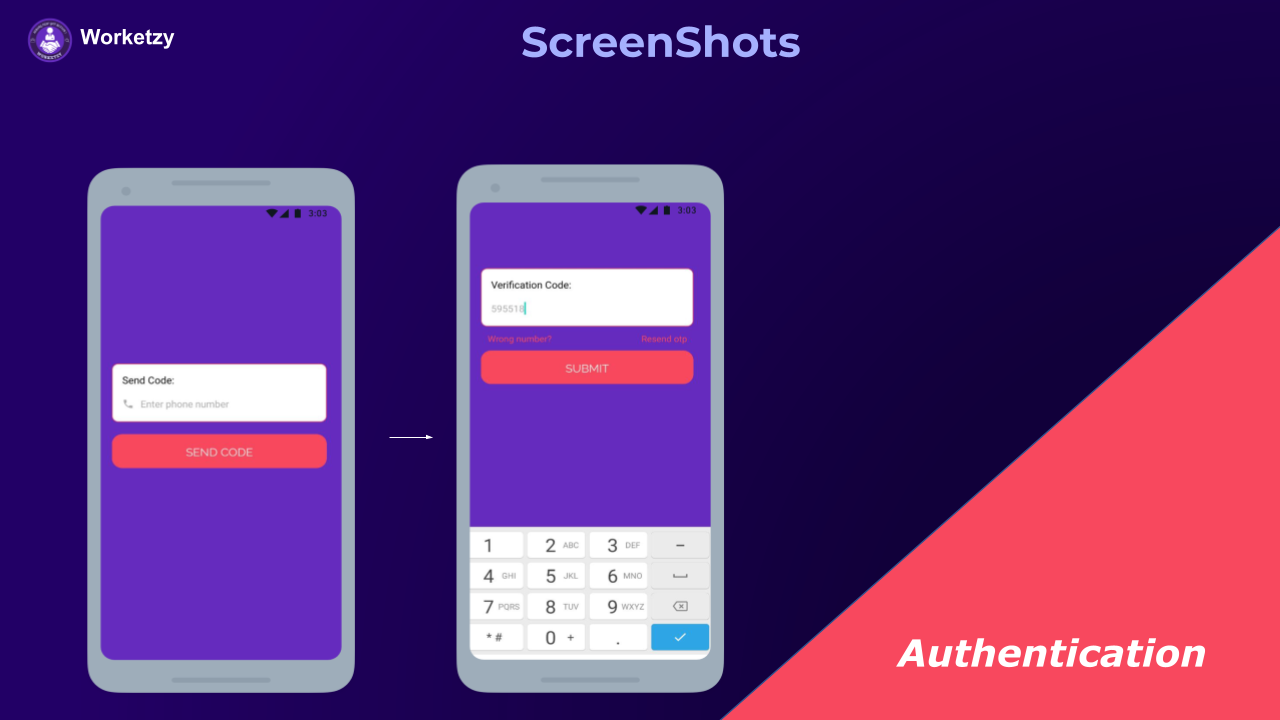 Worketzy
ScreenShots
3:03
Send Code:
Enter phone number
SEND CODE
3:03
Verification Code:
595518
Wrong number? Resend otp
SUBMIT
1 2 ABC 3 DEF –
4 GHI 5 JKL 6 MNO
7 PQRS 8 TUV 9 WXYZ
* # 0 + .
Authentication